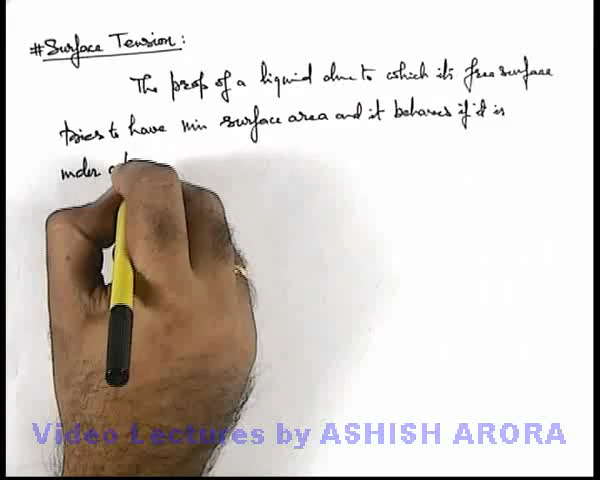 # Surface Tension :
The prop of a liquid due to which its free surface
tries to have min surface area and it behaves if it is
under
Video Lectures by ASHISH ARORA